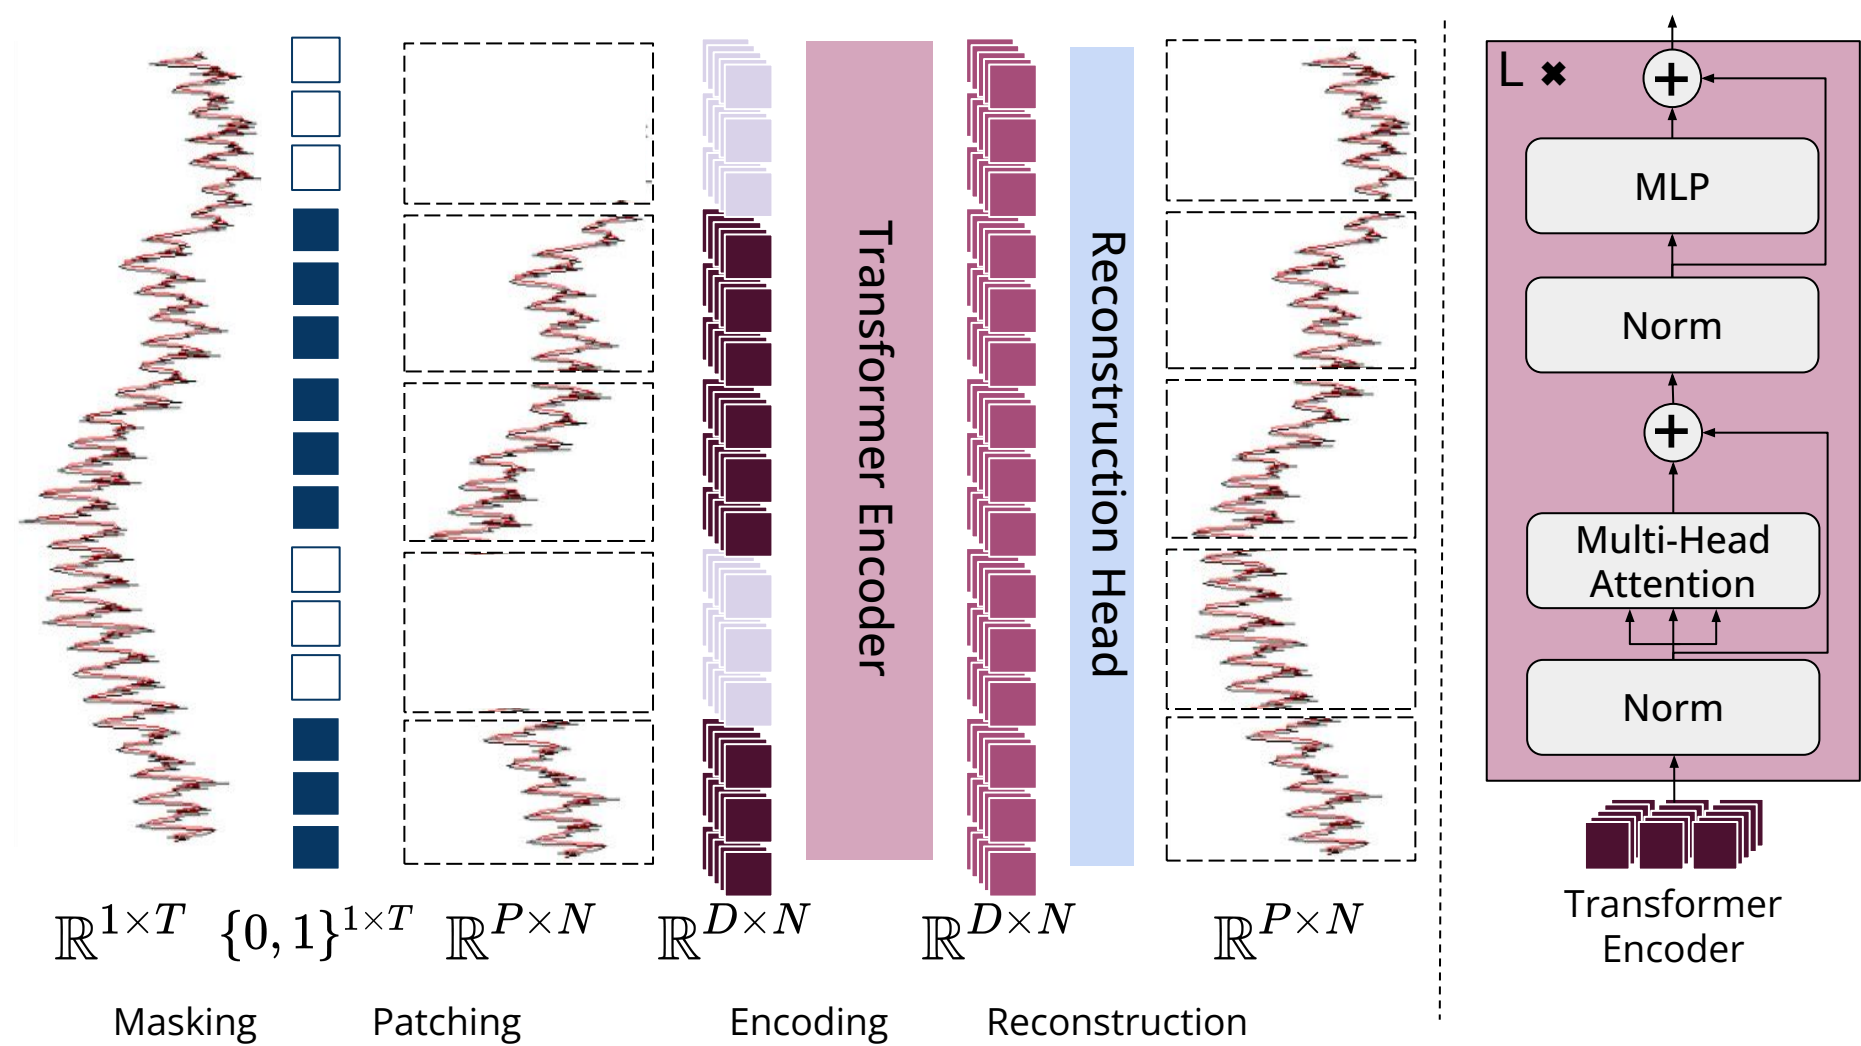 Transformer Encoder
Reconstruction Head
ℝ^{1×T}
{0, 1}^{1×T}
ℝ^{P×N}
ℝ^{D×N}
ℝ^{D×N}
ℝ^{P×N}
Masking
Patching
Encoding
Reconstruction
L ✖
+
MLP
Norm
+
Multi-Head
Attention
Norm
Transformer
Encoder